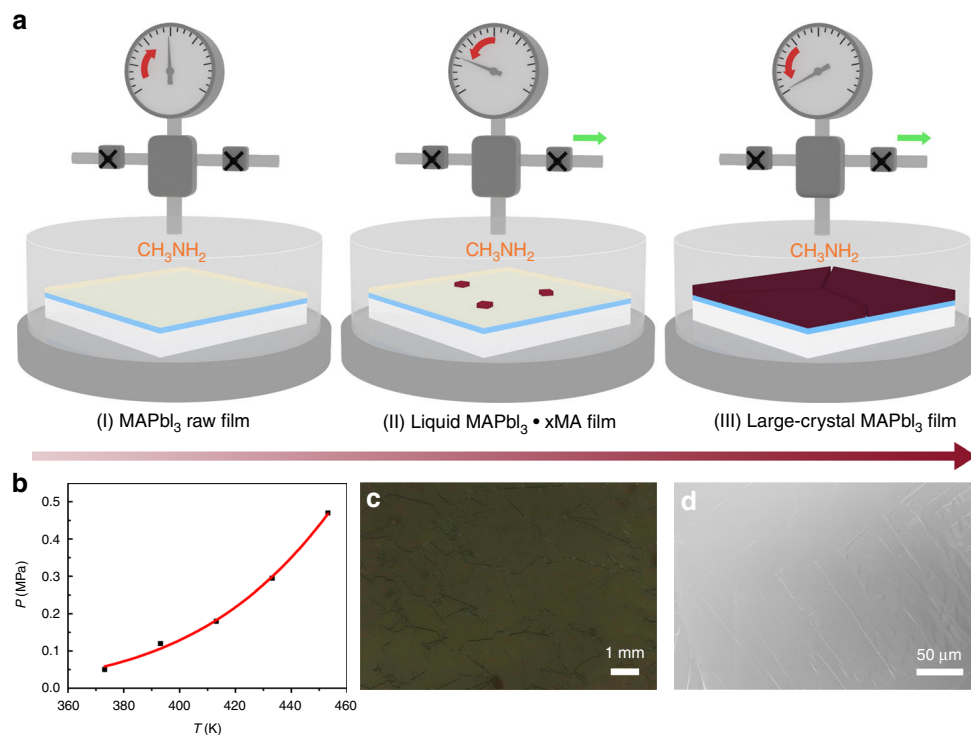 a
CH₃NH₂ CH₃NH₂ CH₃NH₂
(I) MAPbI₃ raw film (II) Liquid MAPbI₃ • xMA film (III) Large-crystal MAPbI₃ film
b
c
d
0.5
0.4
0.3
0.2
0.1
0.0
P (MPa)
360 380 400 420 440 460
T (K)
1 mm
50 μm